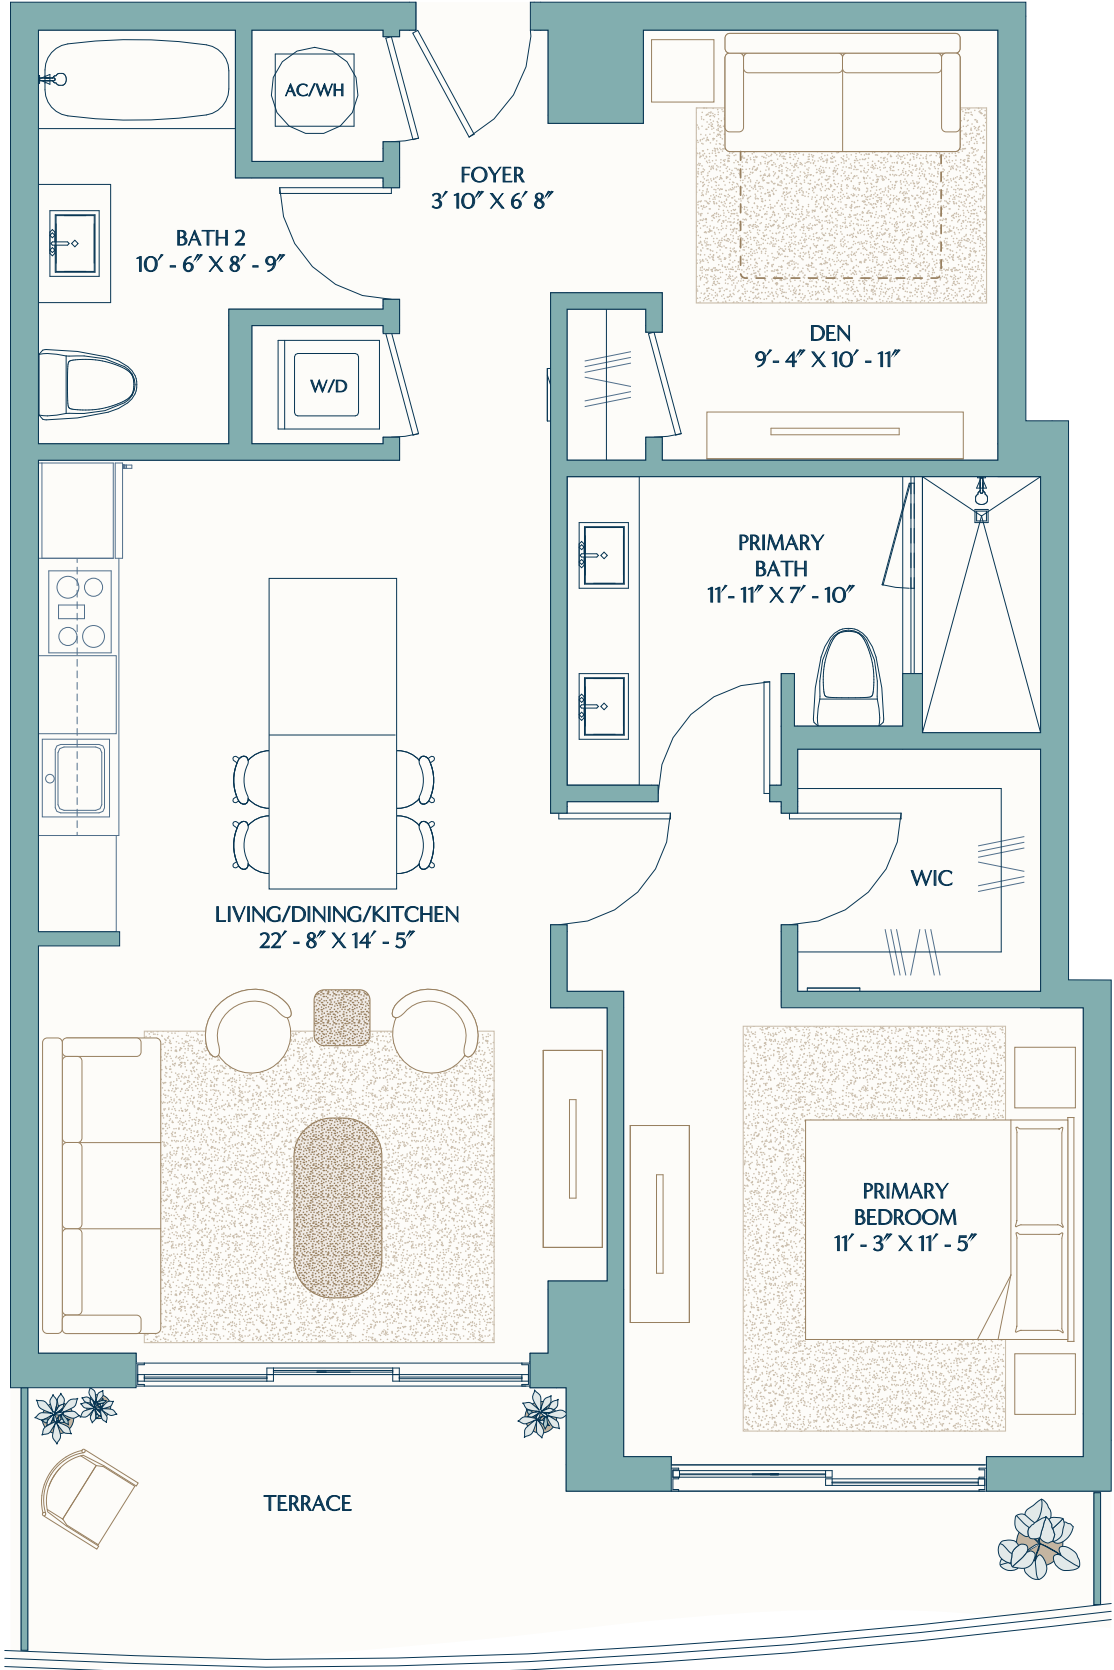 AC/WH
FOYER
3′ 10″ X 6′ 8″
BATH 2
10′ - 6″ X 8′ - 9″
DEN
9′- 4″ X 10′ - 11″
W/D
PRIMARY
BATH
11′- 11″ X 7′ - 10″
WIC
LIVING/DINING/KITCHEN
22′ - 8″ X 14′ - 5″
PRIMARY
BEDROOM
11′ - 3″ X 11′ - 5″
TERRACE